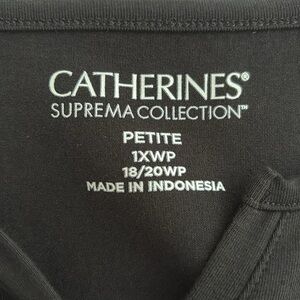 CATHERINES®
SUPREMA COLLECTION™
PETITE
1XWP
18/20WP
MADE IN INDONESIA